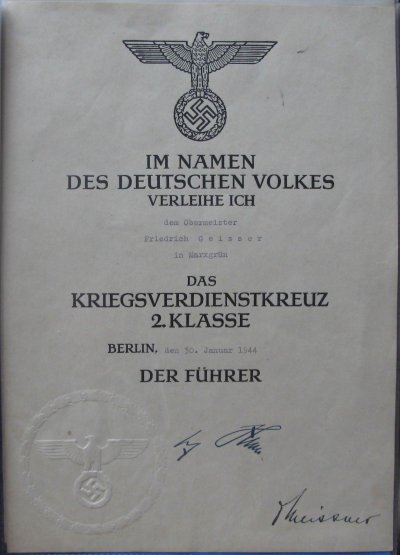 IM NAMEN
DES DEUTSCHEN VOLKES
VERLEIHE ICH
dem Obermeister
Friedrich G e i s s e r
in Marxgrün
DAS
KRIEGSVERDIENSTKREUZ
2. KLASSE
BERLIN, den 30. Januar 1944
DER FÜHRER
Meissner